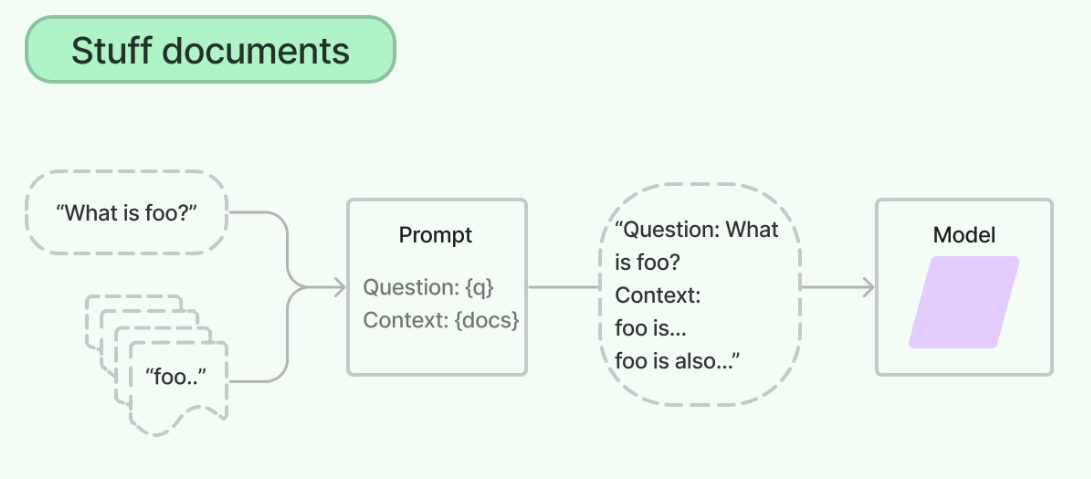 Stuff documents
“What is foo?”
“foo..”
Prompt
Question: {q}
Context: {docs}
“Question: What
is foo?
Context:
foo is...
foo is also...”
Model